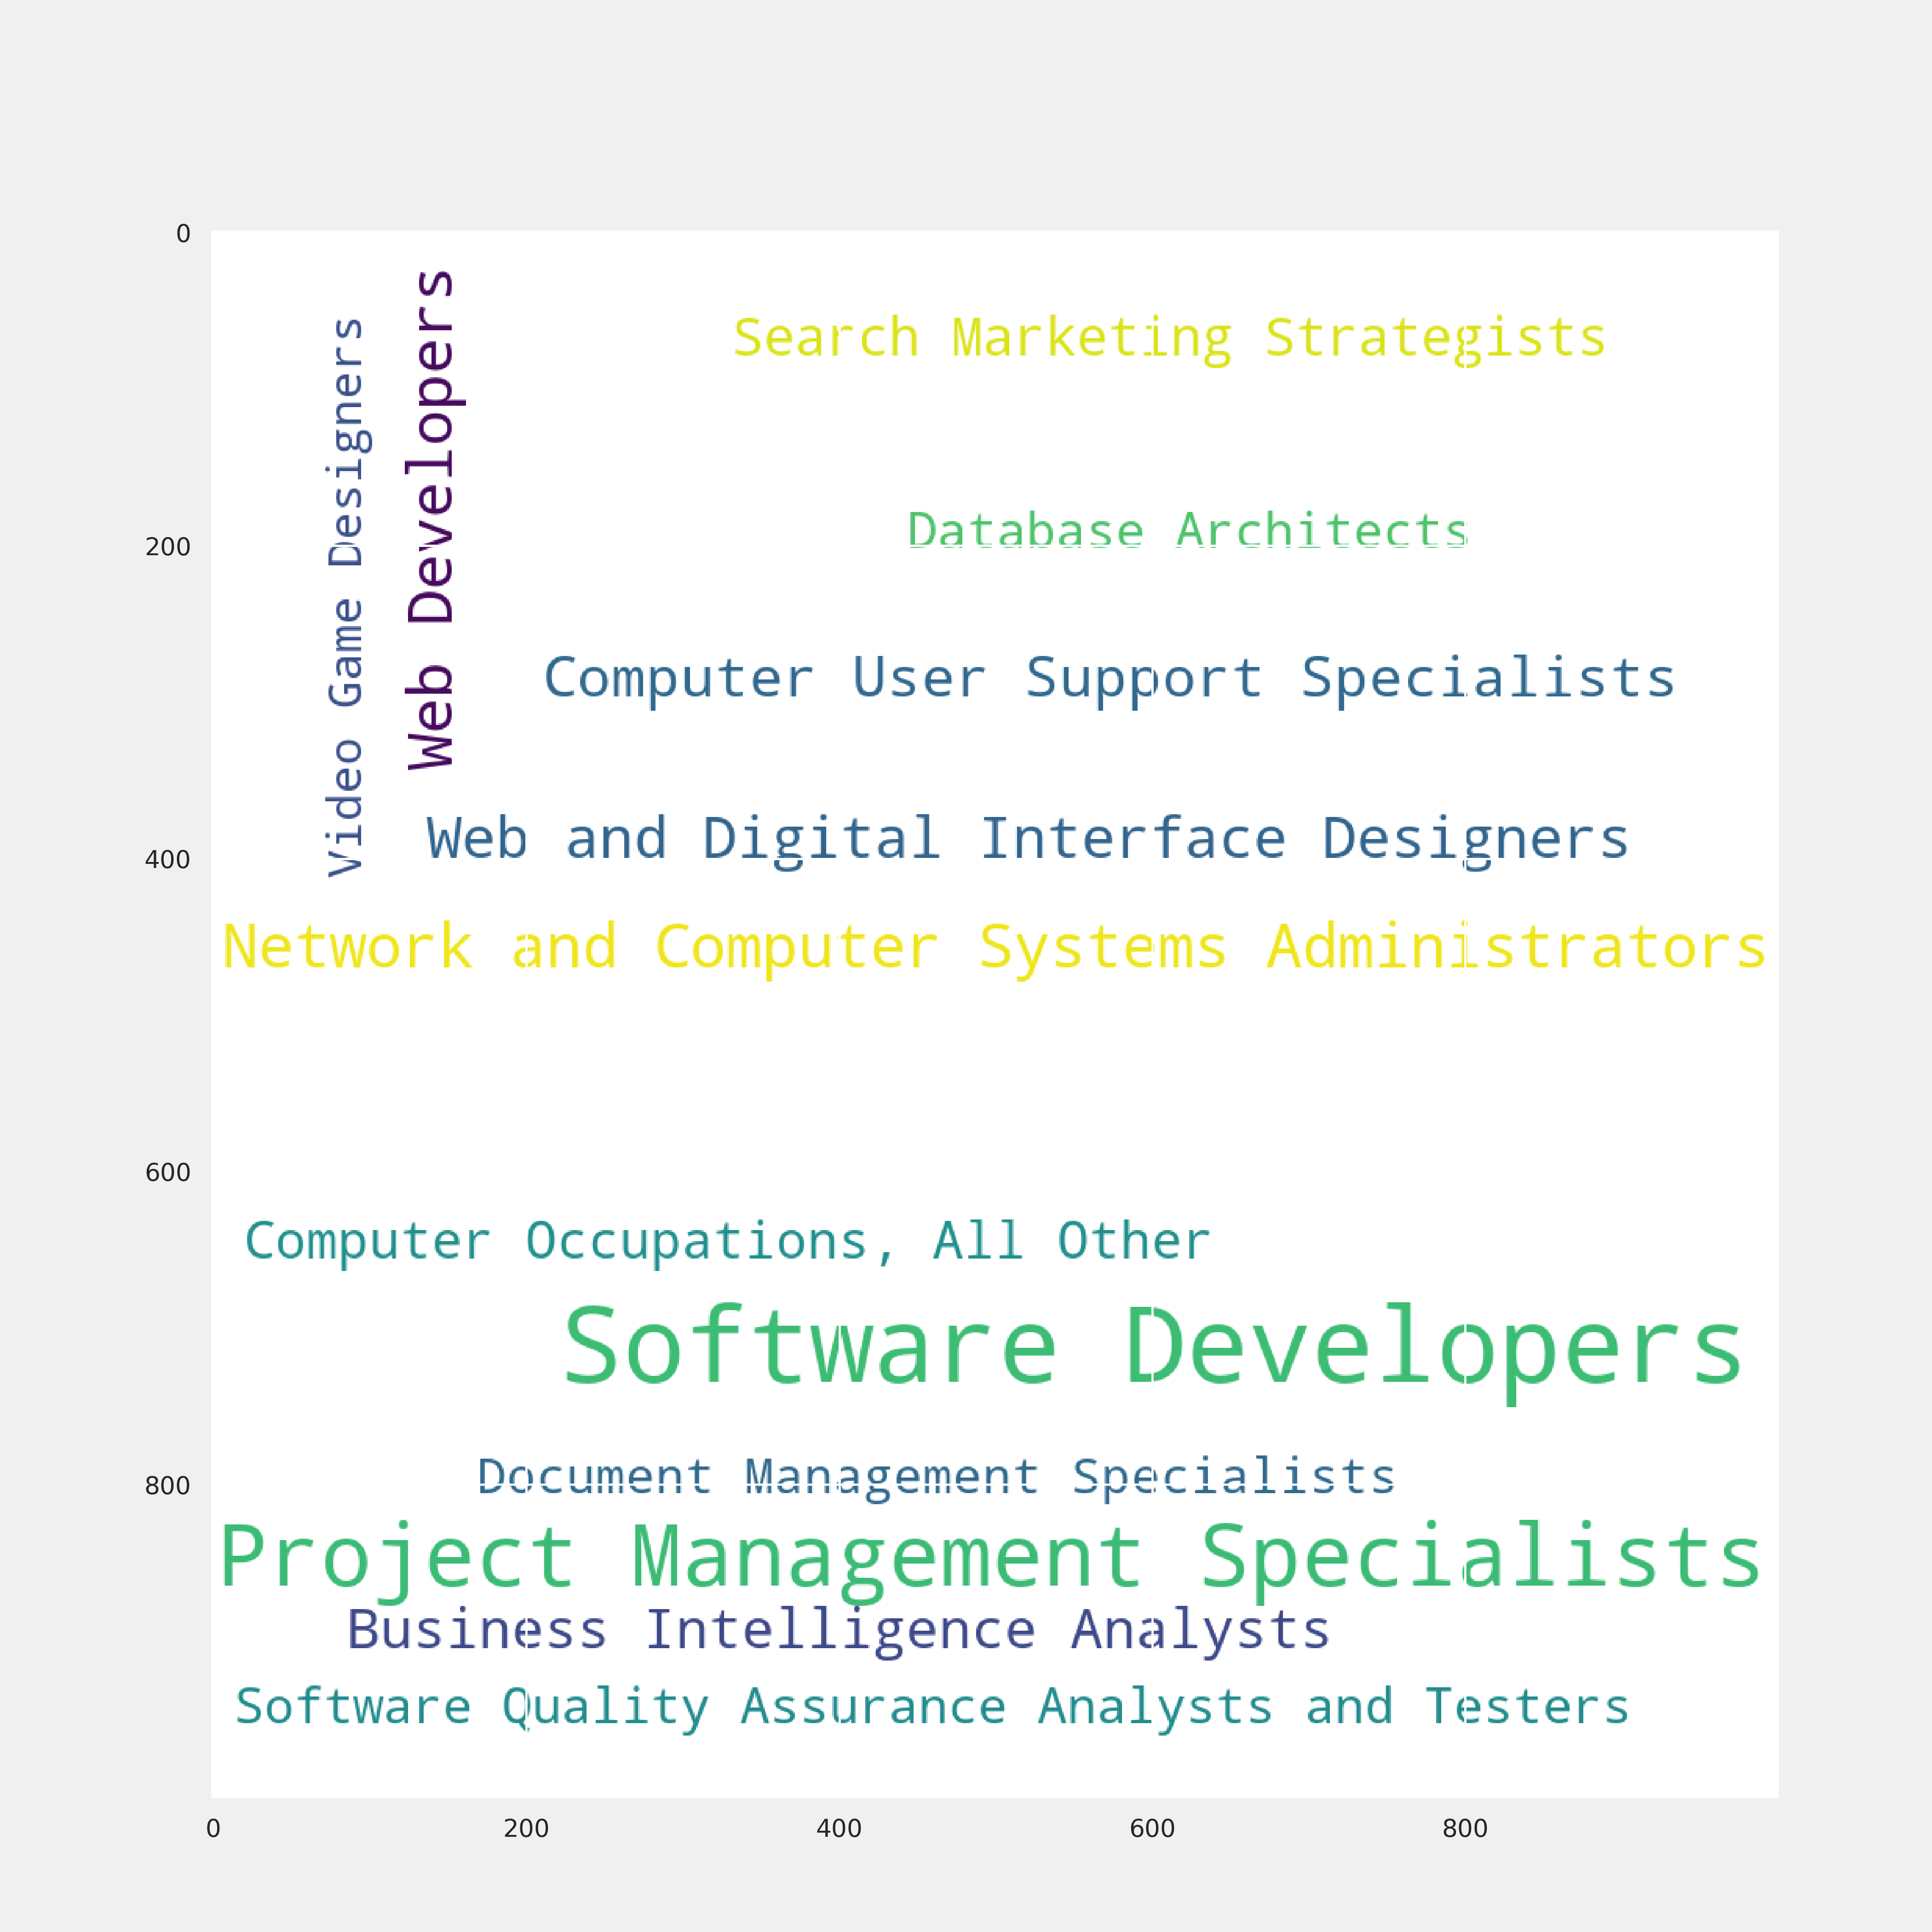 0
Search Marketing Strategists
Video Game Designers
Web Developers
Database Architects
200
Computer User Support Specialists
Web and Digital Interface Designers
400
Network and Computer Systems Administrators
600
Computer Occupations, All Other
Software Developers
Document Management Specialists
800
Project Management Specialists
Business Intelligence Analysts
Software Quality Assurance Analysts and Testers
0 200 400 600 800